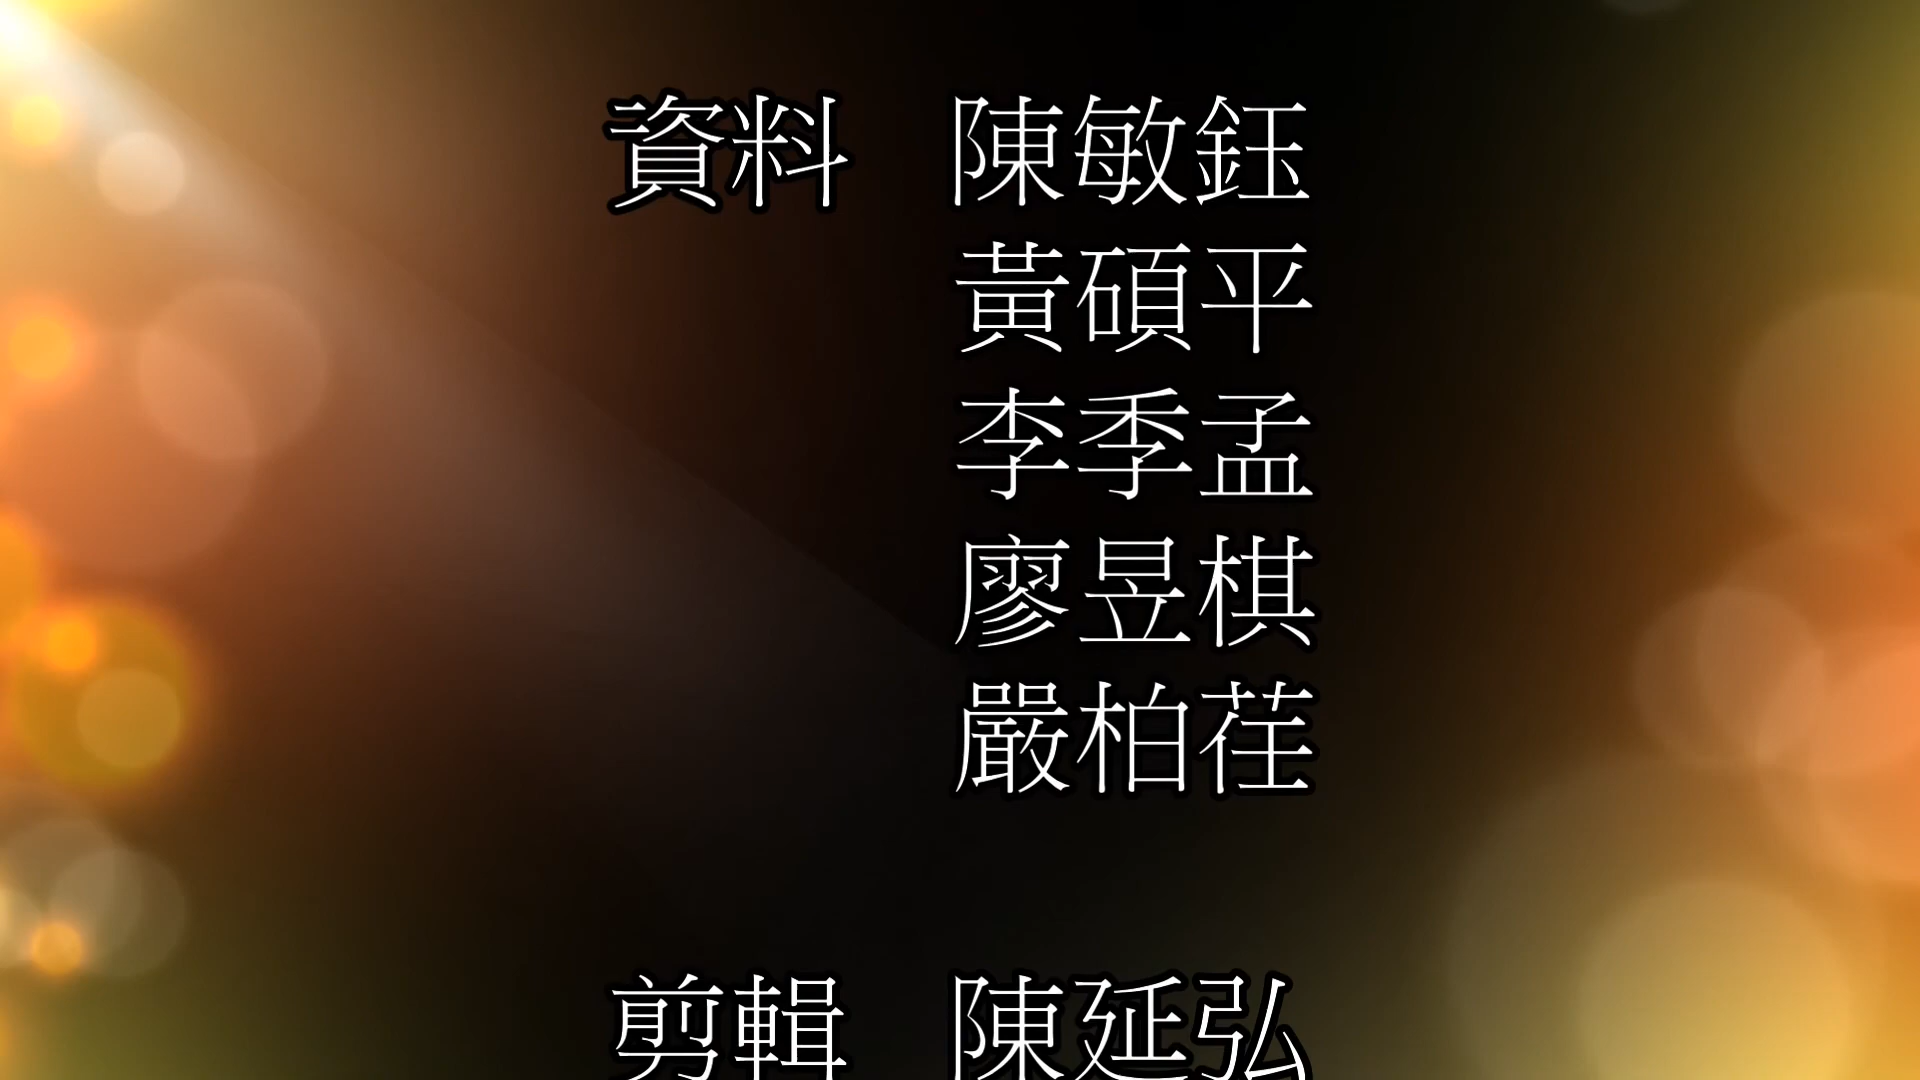 資料 陳敏鈺
黃碩平
李季孟
廖昱棋
嚴柏荏
剪輯 陳延弘